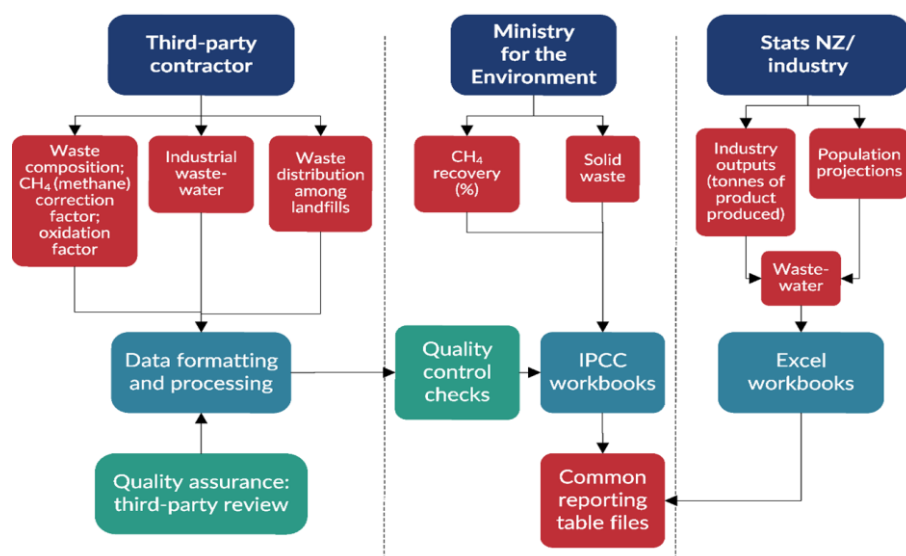 Third-party
contractor
Ministry
for the
Environment
Stats NZ/
industry
Waste
composition;
CH₄ (methane)
correction
factor;
oxidation
factor
Industrial
waste-
water
Waste
distribution
among
landfills
CH₄
recovery
(%)
Solid
waste
Industry
outputs
(tonnes of
product
produced)
Population
projections
Waste-
water
Data formatting
and processing
Quality
control
checks
IPCC
workbooks
Excel
workbooks
Quality assurance:
third-party review
Common
reporting
table files